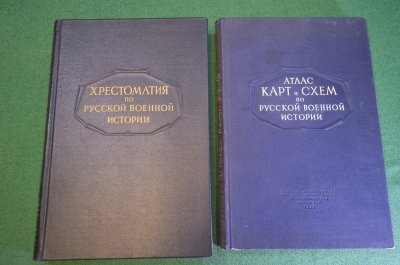 ХРЕСТОМАТИЯ
ПО
РУССКОЙ ВОЕННОЙ
ИСТОРИИ
АТЛАС
КАРТ и СХЕМ
ПО
РУССКОЙ ВОЕННОЙ
ИСТОРИИ